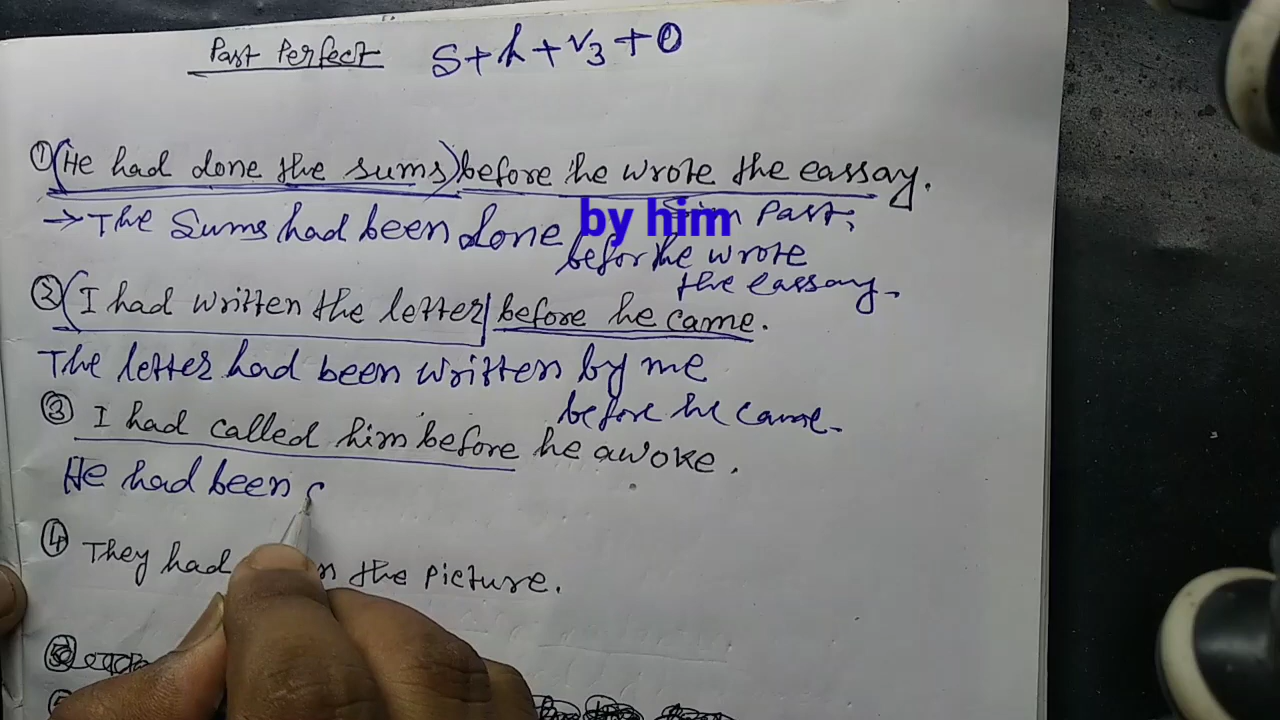 Past Perfect S+h+V3+O
① (He had done the sums) before he wrote the eassay.
→ The Sums had been done by him Sim Past;
before he wrote
the eassay.
② (I had written the letter before he came.
The letter had been written by me
before he came.
③ I had called him before he awoke.
He had been
④ They had the picture.